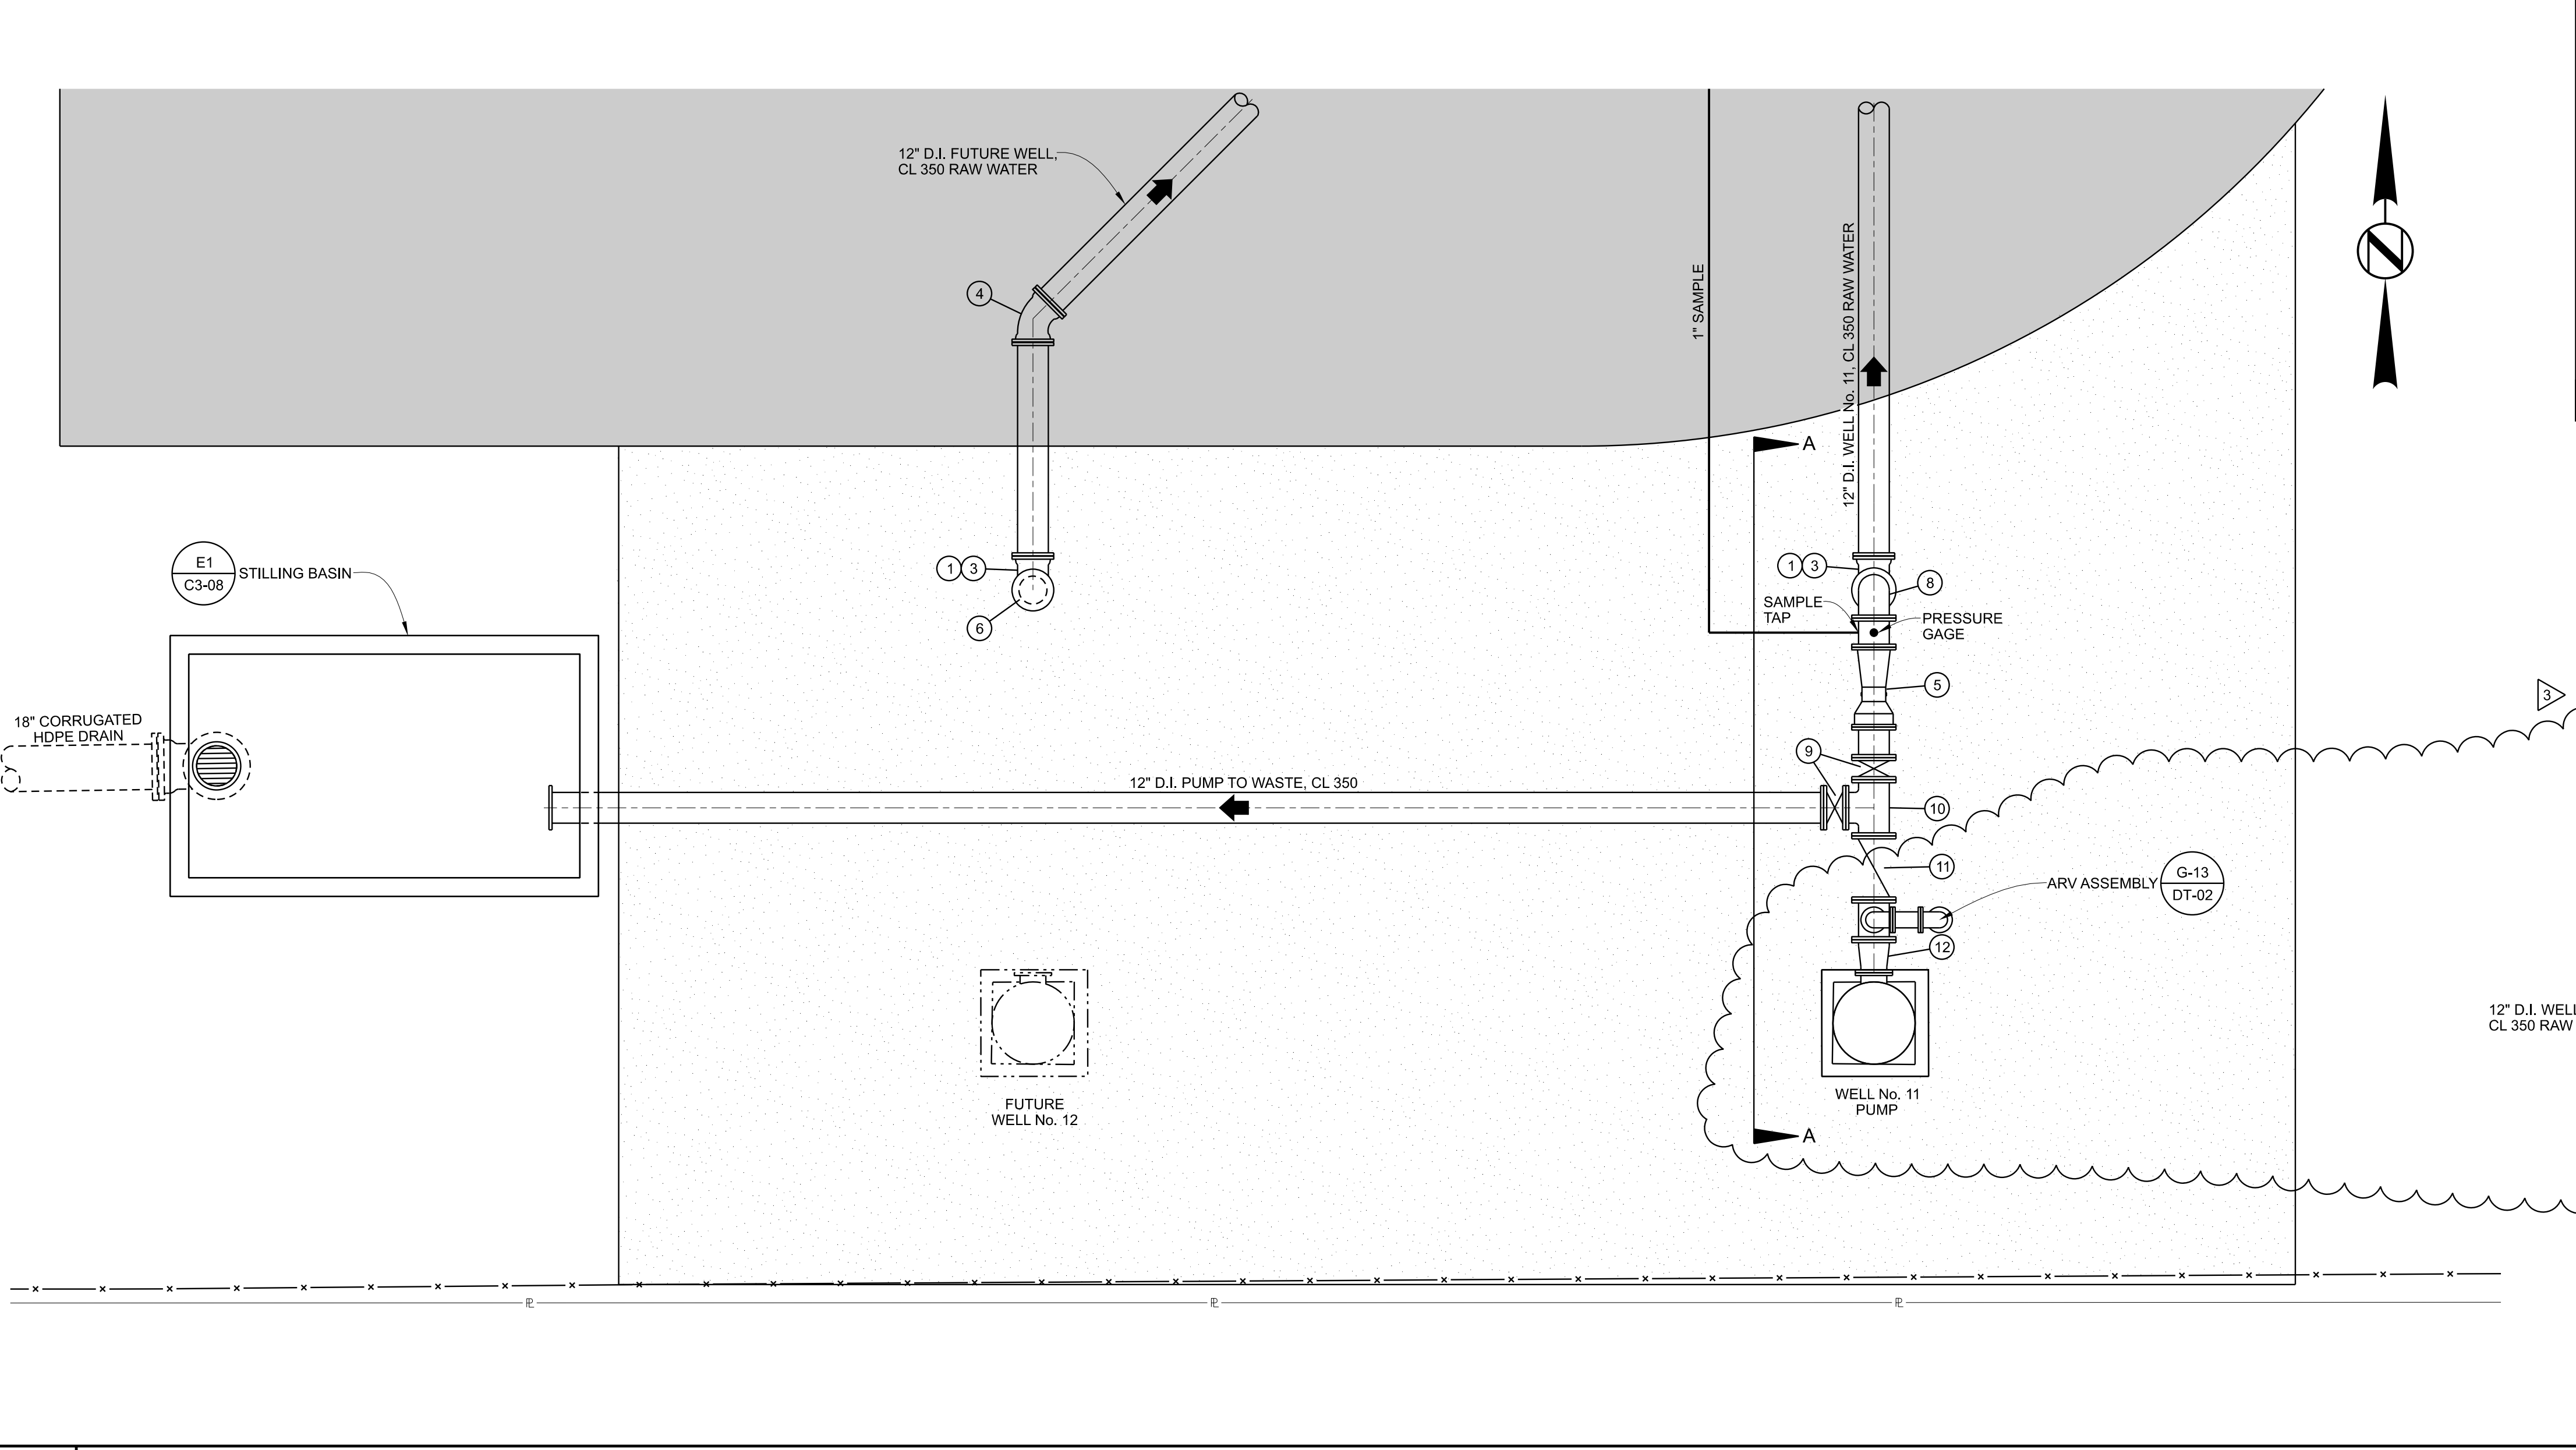 12" D.I. FUTURE WELL,
CL 350 RAW WATER
4
1" SAMPLE
12" D.I. WELL No. 11, CL 350 RAW WATER
N
A
E1
C3-08
STILLING BASIN
1
3
6
1
3
8
SAMPLE
TAP
PRESSURE
GAGE
5
3
18" CORRUGATED
HDPE DRAIN
9
12" D.I. PUMP TO WASTE, CL 350
10
11
ARV ASSEMBLY
G-13
DT-02
12
12" D.I. WELL
CL 350 RAW
FUTURE
WELL No. 12
WELL No. 11
PUMP
A
PL
PL
PL